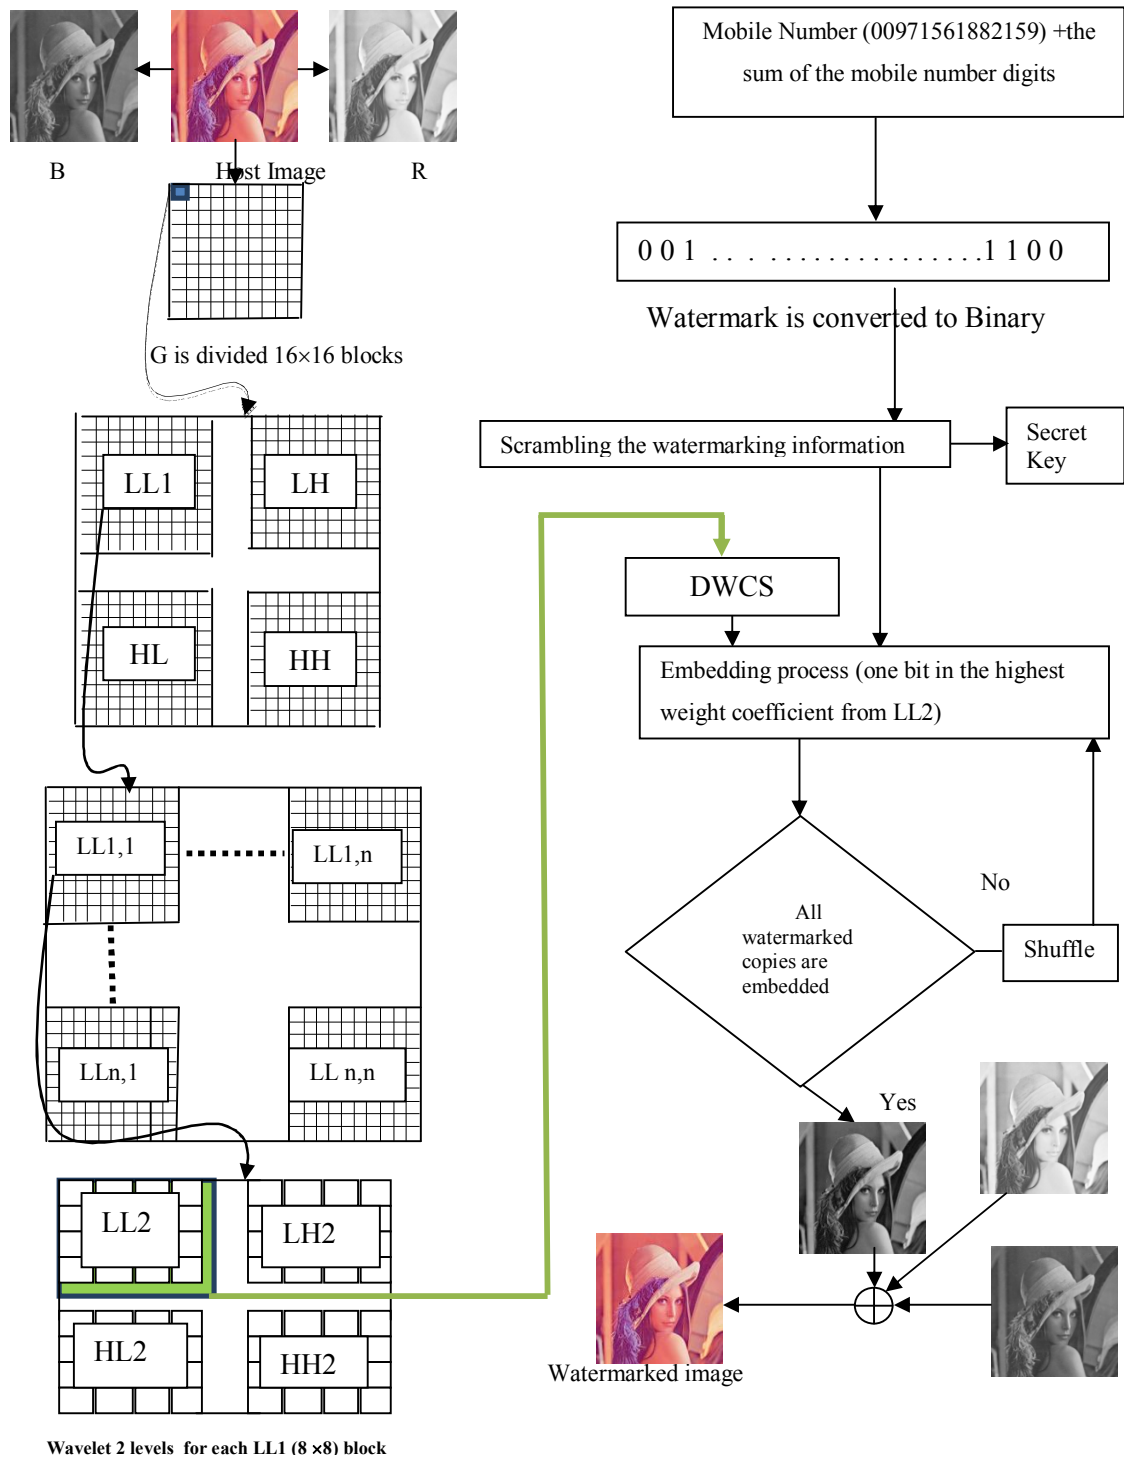 B
Host Image
R
G is divided 16×16 blocks
LL1
LH
HL
HH
LL1,1
LL1,n
LLn,1
LL n,n
LL2
LH2
HL2
HH2
Wavelet 2 levels for each LL1 (8 ×8) block
Mobile Number (00971561882159) +the
sum of the mobile number digits
0 0 1 . . . . . . . . . . . . . . . . . . .1 1 0 0
Watermark is converted to Binary
Scrambling the watermarking information
Secret
Key
DWCS
Embedding process (one bit in the highest
weight coefficient from LL2)
All
watermarked
copies are
embedded
No
Shuffle
Yes
Watermarked image